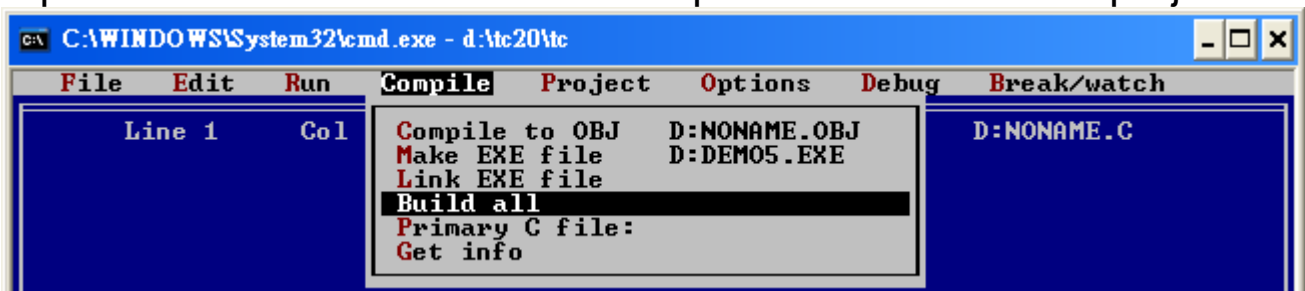 C:\WINDOWS\System32\cmd.exe - d:\tc20\tc
File Edit Run Compile Project Options Debug Break/watch
Line 1 Col D:NONAME.C
Compile to OBJ D:NONAME.OBJ
Make EXE file D:DEMO5.EXE
Link EXE file
Build all
Primary C file:
Get info